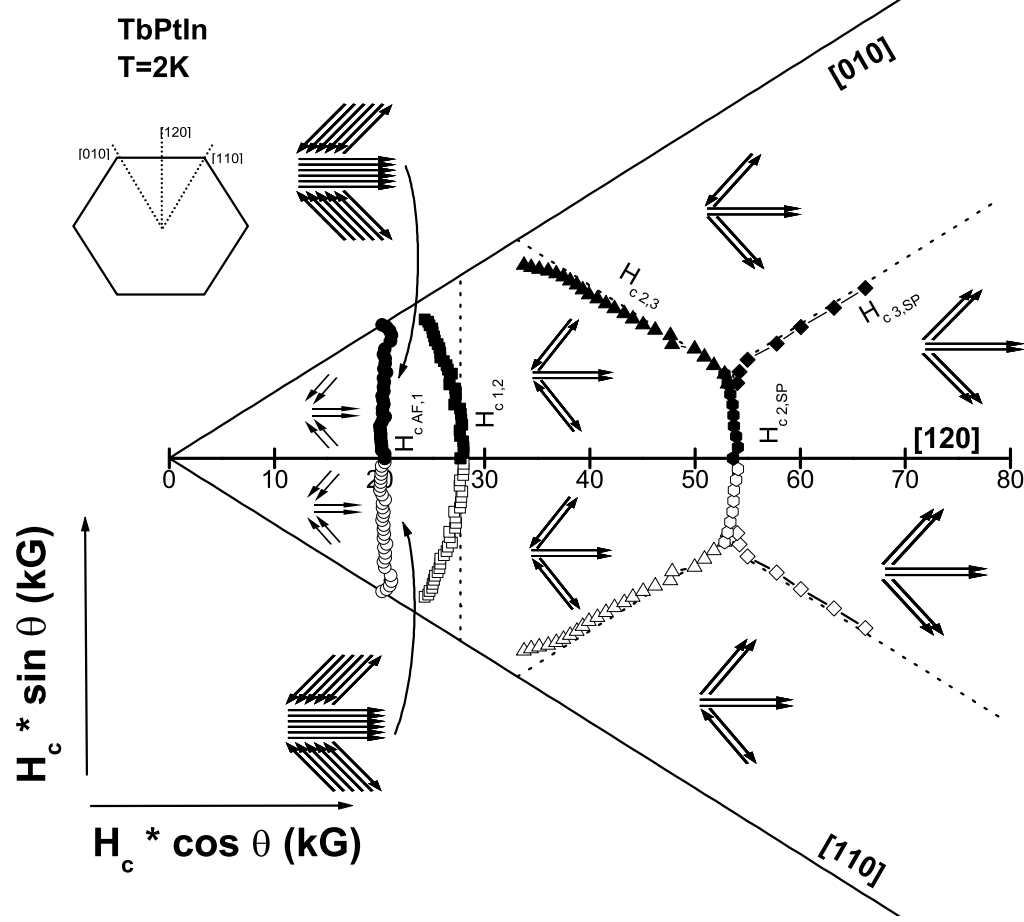 TbPtIn
T=2K
[010]
[120]
[110]
[010]
H c 2,3
H c 3,SP
H c AF,1
H c 1,2
H c 2,SP
[120]
0 10 20 30 40 50 60 70 80
H c * sin θ (kG)
H c * cos θ (kG)
[110]